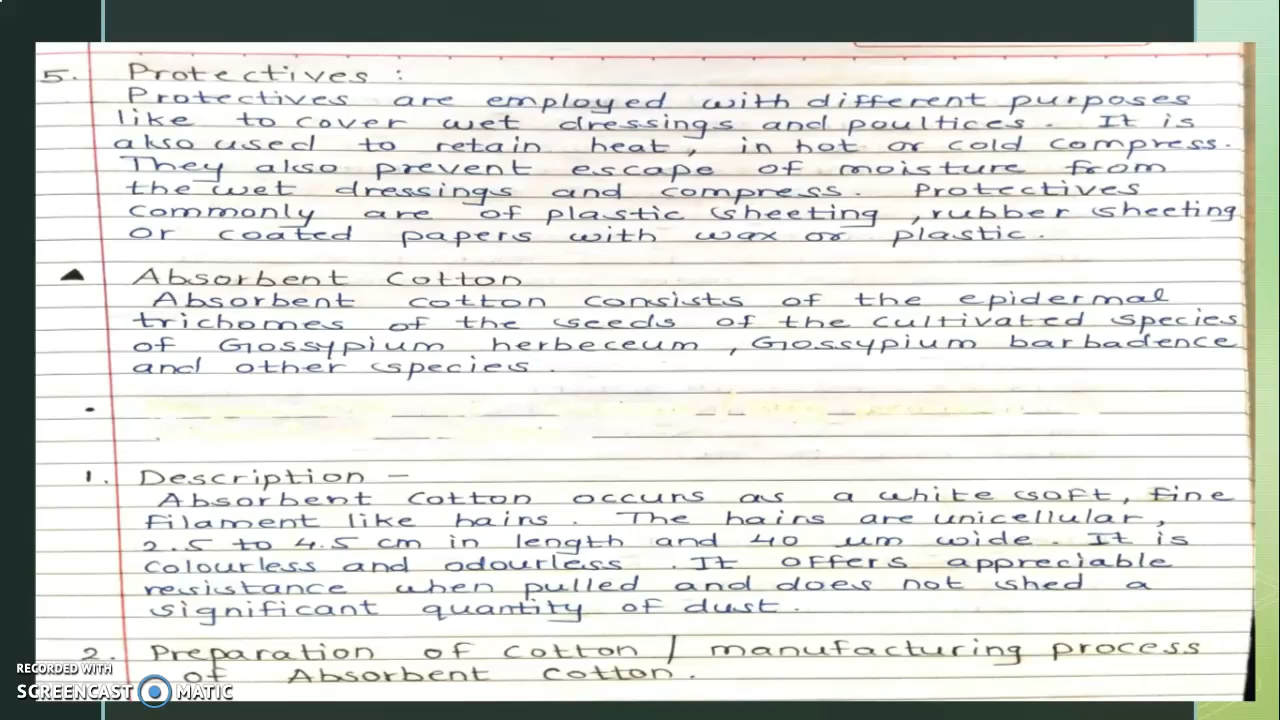 5. Protectives :
Protectives are employed with different purposes
like to cover wet dressings and poultices. It is
akso used to retain heat, in hot or cold compress.
They akso prevent escape of moisture from
the wet dressings and compress. Protectives
commonly are of plastic sheeting, rubber sheeting
or coated papers with wax or plastic.
▲ Absorbent Cotton
Absorbent cotton consists of the epidermal
trichomes of the seeds of the cultivated species
of Gossypium herbeceum, Gossypium barbadence
and other species.
1. Description -
Absorbent Cotton occurs as a white soft, fine
filament like hairs. The hairs are unicellular,
2.5 to 4.5 cm in length and 40 µm wide. It is
colourless and odourless. It offers appreciable
resistance when pulled and does not shed a
significant quantity of dust.
2. Preparation of cotton / manufacturing process
of Absorbent cotton.
RECORDED WITH
SCREENCAST MATIC